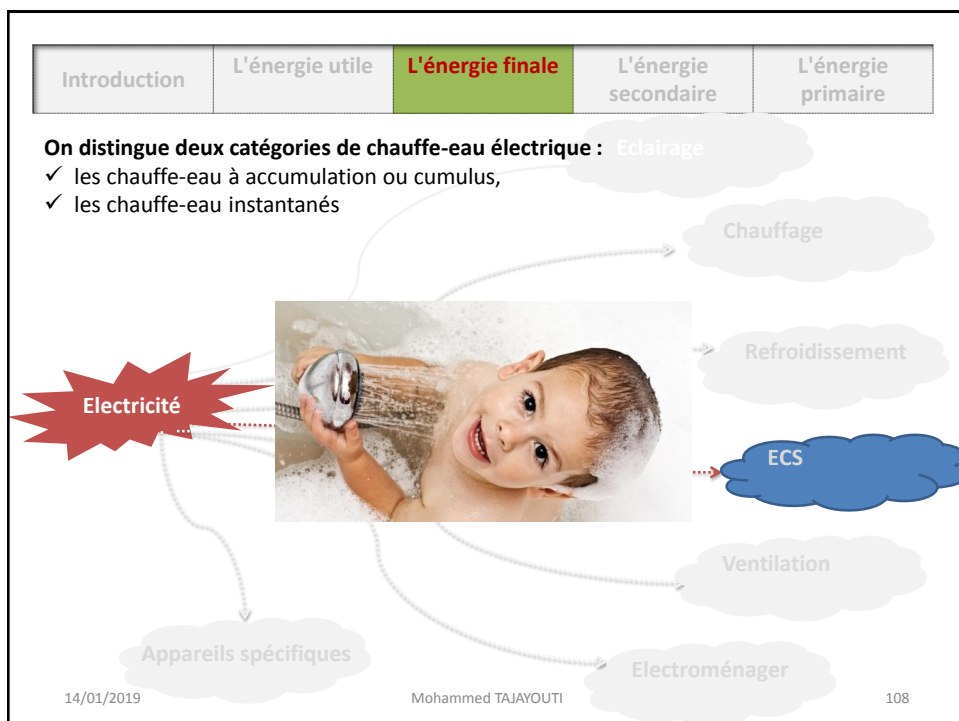 Introduction
L'énergie utile
L'énergie finale
L'énergie
secondaire
L'énergie
primaire
On distingue deux catégories de chauffe-eau électrique :
✓ les chauffe-eau à accumulation ou cumulus,
✓ les chauffe-eau instantanés
Eclairage
Chauffage
Refroidissement
Electricité
ECS
Ventilation
Appareils spécifiques
Electroménager
14/01/2019
Mohammed TAJAYOUTI
108